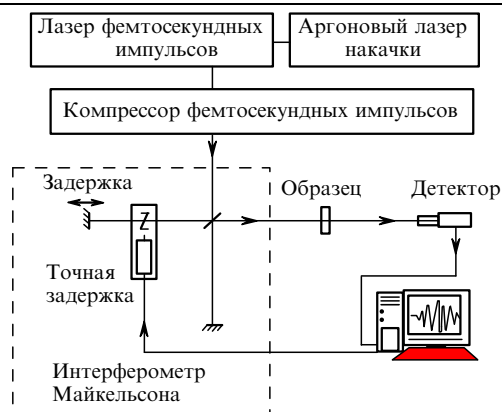 Лазер фемтосекундных
импульсов
Аргоновый лазер
накачки
Компрессор фемтосекундных импульсов
Задержка
Образец
Детектор
Точная
задержка
Интерферометр
Майкельсона